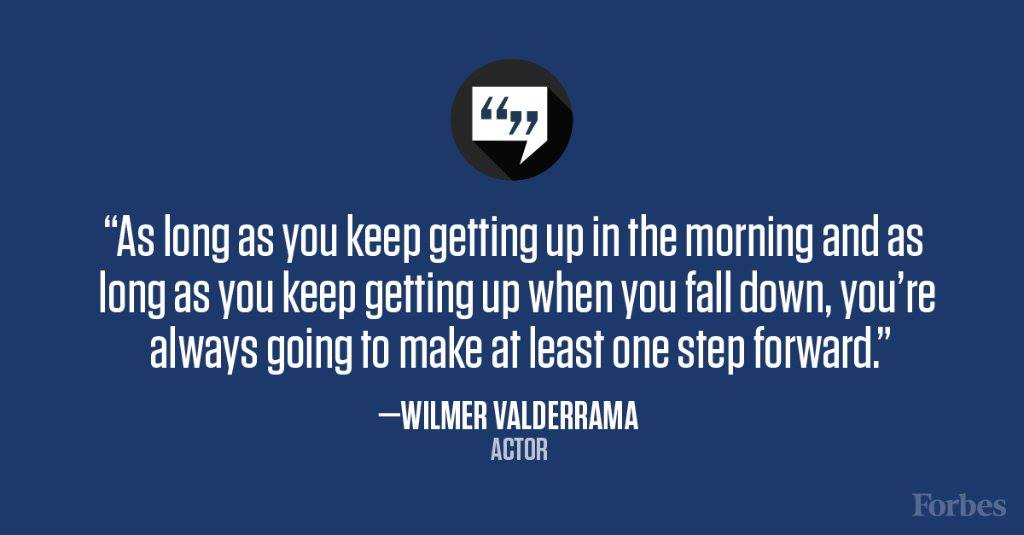 “As long as you keep getting up in the morning and as
long as you keep getting up when you fall down, you’re
always going to make at least one step forward.”
—WILMER VALDERRAMA
ACTOR
Forbes